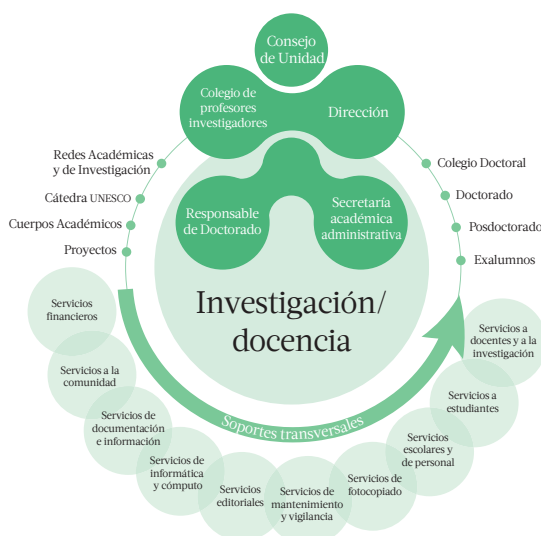 Consejo
de Unidad
Colegio de
profesores
investigadores
Dirección
Redes Académicas
y de Investigación
Cátedra UNESCO
Cuerpos Académicos
Proyectos
Colegio Doctoral
Doctorado
Posdoctorado
Exalumnos
Responsable
de Doctorado
Secretaría
académica
administrativa
Investigación/
docencia
Soportes transversales
Servicios
financieros
Servicios a la
comunidad
Servicios de
documentación
e información
Servicios de
informática
y cómputo
Servicios
editoriales
Servicios de
mantenimiento
y vigilancia
Servicios de
fotocopiado
Servicios
escolares y
de personal
Servicios a
estudiantes
Servicios a
docentes y a la
investigación